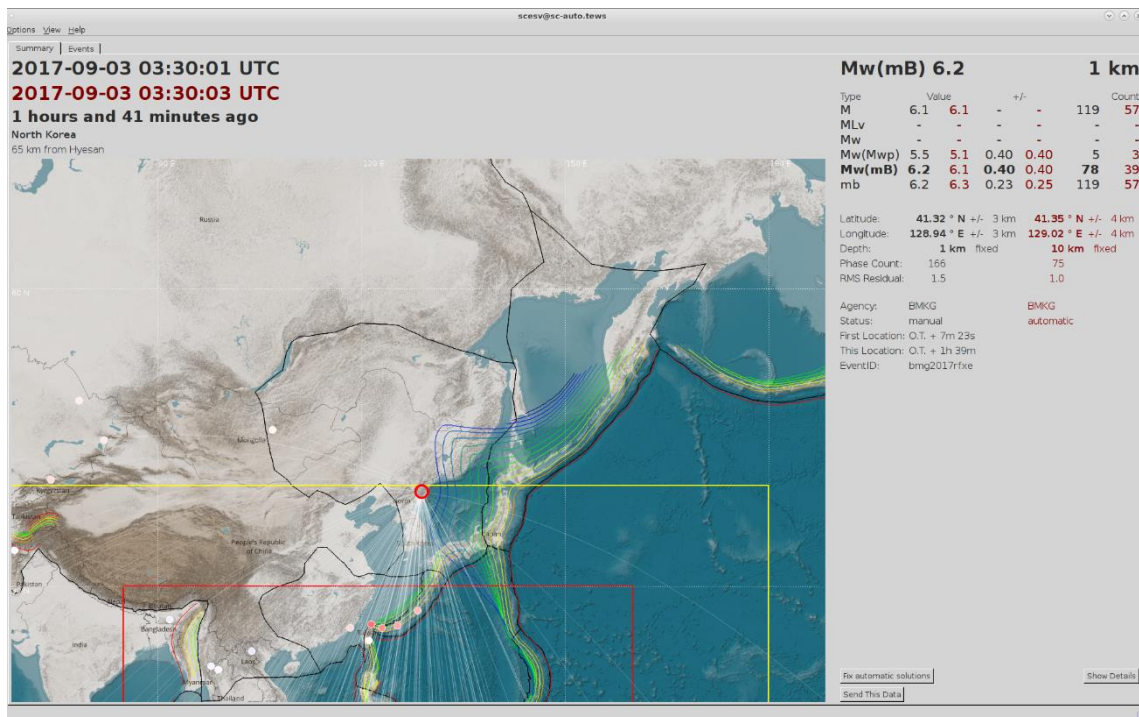 scesv@sc-auto.tews
Options View Help
Summary Events
2017-09-03 03:30:01 UTC
2017-09-03 03:30:03 UTC
1 hours and 41 minutes ago
North Korea
65 km from Hyesan
Mw(mB) 6.2 1 km
Type Value +/- Count
M 6.1 6.1 - - 119 57
MLv - - - - - -
Mw - - - - - -
Mw(Mwp) 5.5 5.1 0.40 0.40 5 3
Mw(mB) 6.2 6.1 0.40 0.40 78 39
mb 6.2 6.3 0.23 0.25 119 57
Latitude: 41.32 ° N +/- 3 km 41.35 ° N +/- 4 km
Longitude: 128.94 ° E +/- 3 km 129.02 ° E +/- 4 km
Depth: 1 km fixed 10 km fixed
Phase Count: 166 75
RMS Residual: 1.5 1.0
Agency: BMKG BMKG
Status: manual automatic
First Location: O.T. + 7m 23s
This Location: O.T. + 1h 39m
EventID: bmg2017rfxe
120 E 150 E
Russia
Mongolia
People's Republic
of China
Pakistan
Bangladesh
India
Laos
Myanmar
Thailand
Fix automatic solutions Show Details
Send This Data